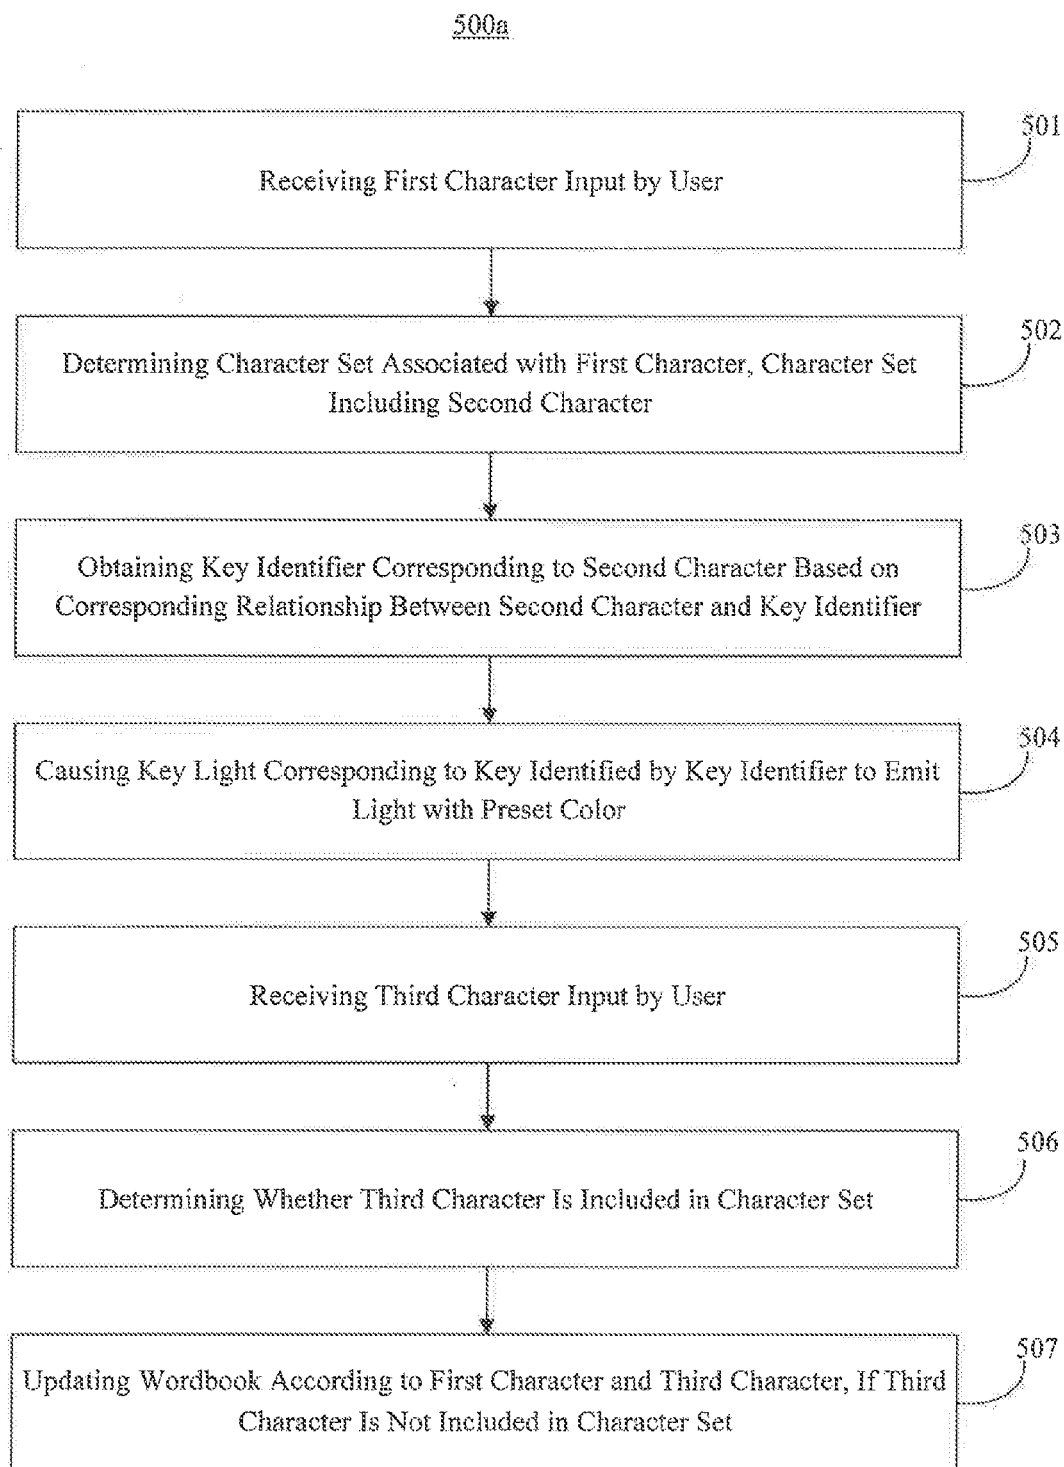 500a
501
Receiving First Character Input by User
502
Determining Character Set Associated with First Character, Character Set
Including Second Character
503
Obtaining Key Identifier Corresponding to Second Character Based on
Corresponding Relationship Between Second Character and Key Identifier
504
Causing Key Light Corresponding to Key Identified by Key Identifier to Emit
Light with Preset Color
505
Receiving Third Character Input by User
506
Determining Whether Third Character Is Included in Character Set
507
Updating Wordbook According to First Character and Third Character, If Third
Character Is Not Included in Character Set